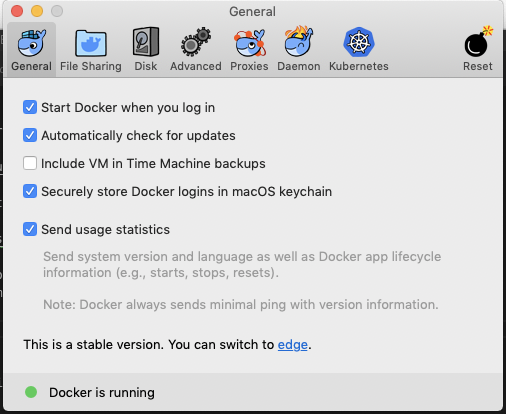 General
General File Sharing Disk Advanced Proxies Daemon Kubernetes Reset
Start Docker when you log in
Automatically check for updates
Include VM in Time Machine backups
Securely store Docker logins in macOS keychain
Send usage statistics
Send system version and language as well as Docker app lifecycle
information (e.g., starts, stops, resets).
Note: Docker always sends minimal ping with version information.
This is a stable version. You can switch to edge.
Docker is running